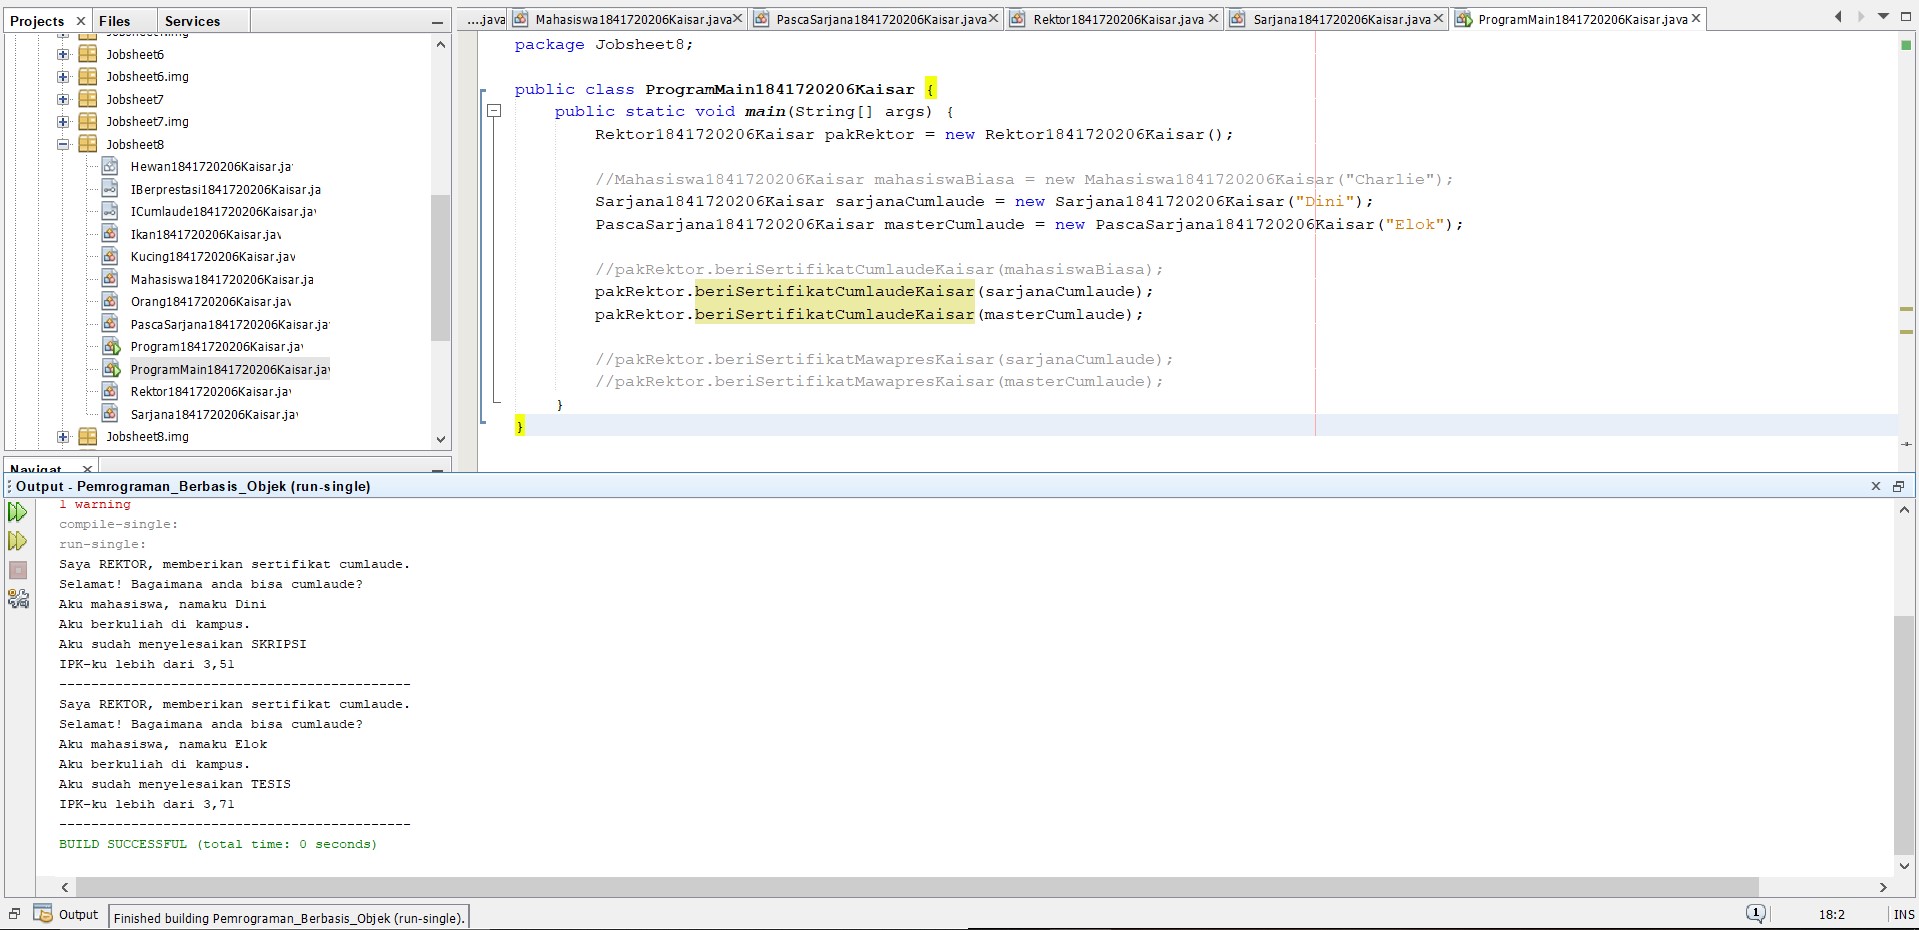 Projects × Files Services
Jobsheet6
Jobsheet6.img
Jobsheet7
Jobsheet7.img
Jobsheet8
Hewan1841720206Kaisar.ja
IBerprestasi1841720206Kaisar.ja
ICumlaude1841720206Kaisar.ja
Ikan1841720206Kaisar.jav
Kucing1841720206Kaisar.jav
Mahasiswa1841720206Kaisar.ja
Orang1841720206Kaisar.jav
PascaSarjana1841720206Kaisar.ja
Program1841720206Kaisar.jav
ProgramMain1841720206Kaisar.jav
Rektor1841720206Kaisar.jav
Sarjana1841720206Kaisar.jav
Jobsheet8.img
Navigat ×
...java Mahasiswa1841720206Kaisar.java × PascaSarjana1841720206Kaisar.java × Rektor1841720206Kaisar.java × Sarjana1841720206Kaisar.java × ProgramMain1841720206Kaisar.java ×
package Jobsheet8;
public class ProgramMain1841720206Kaisar {
public static void main(String[] args) {
Rektor1841720206Kaisar pakRektor = new Rektor1841720206Kaisar();
//Mahasiswa1841720206Kaisar mahasiswaBiasa = new Mahasiswa1841720206Kaisar("Charlie");
Sarjana1841720206Kaisar sarjanaCumlaude = new Sarjana1841720206Kaisar("Dini");
PascaSarjana1841720206Kaisar masterCumlaude = new PascaSarjana1841720206Kaisar("Elok");
//pakRektor.beriSertifikatCumlaudeKaisar(mahasiswaBiasa);
pakRektor.beriSertifikatCumlaudeKaisar(sarjanaCumlaude);
pakRektor.beriSertifikatCumlaudeKaisar(masterCumlaude);
//pakRektor.beriSertifikatMawapresKaisar(sarjanaCumlaude);
//pakRektor.beriSertifikatMawapresKaisar(masterCumlaude);
}
}
Output - Pemrograman_Berbasis_Objek (run-single)
1 warning
compile-single:
run-single:
Saya REKTOR, memberikan sertifikat cumlaude.
Selamat! Bagaimana anda bisa cumlaude?
Aku mahasiswa, namaku Dini
Aku berkuliah di kampus.
Aku sudah menyelesaikan SKRIPSI
IPK-ku lebih dari 3,51
--------------------------------------------
Saya REKTOR, memberikan sertifikat cumlaude.
Selamat! Bagaimana anda bisa cumlaude?
Aku mahasiswa, namaku Elok
Aku berkuliah di kampus.
Aku sudah menyelesaikan TESIS
IPK-ku lebih dari 3,71
--------------------------------------------
BUILD SUCCESSFUL (total time: 0 seconds)
Output Finished building Pemrograman_Berbasis_Objek (run-single). 1 18:2 INS